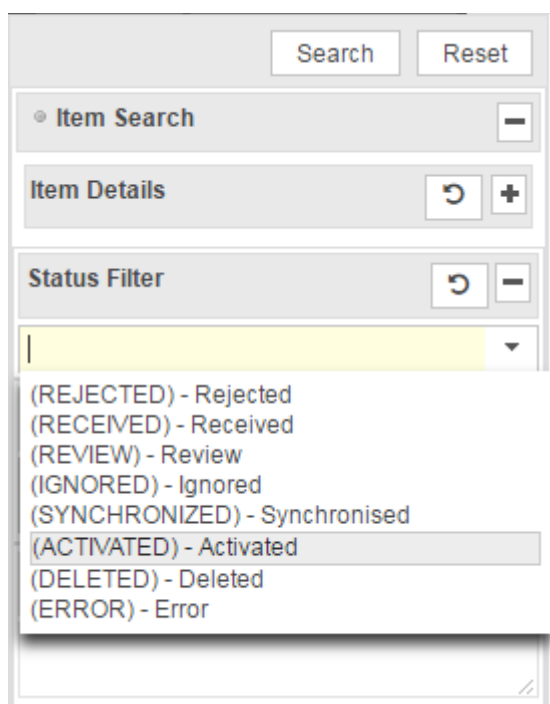 Search Reset
Item Search
Item Details
Status Filter
(REJECTED) - Rejected
(RECEIVED) - Received
(REVIEW) - Review
(IGNORED) - Ignored
(SYNCHRONIZED) - Synchronised
(ACTIVATED) - Activated
(DELETED) - Deleted
(ERROR) - Error